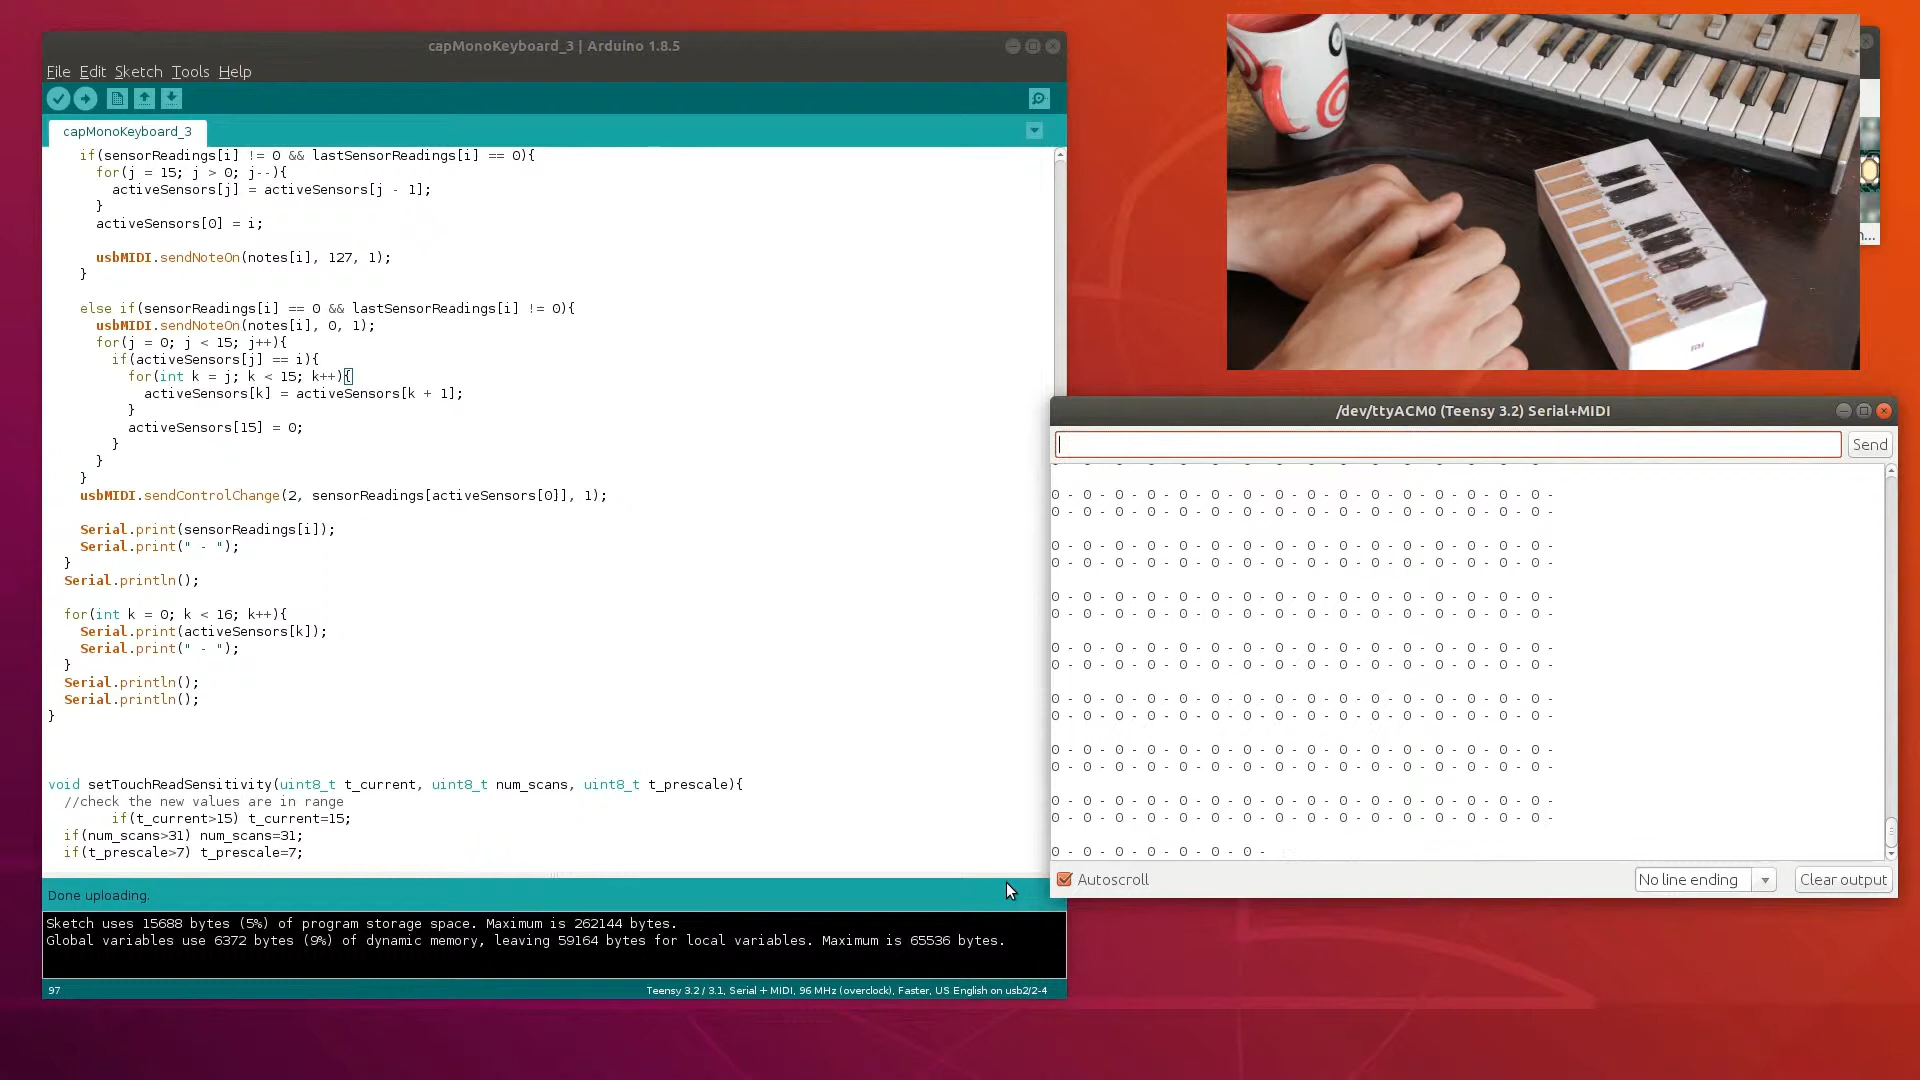 capMonoKeyboard_3 | Arduino 1.8.5
File Edit Sketch Tools Help
capMonoKeyboard_3
if(sensorReadings[i] != 0 && lastSensorReadings[i] == 0){
for(j = 15; j > 0; j--){
activeSensors[j] = activeSensors[j - 1];
}
activeSensors[0] = i;
usbMIDI.sendNoteOn(notes[i], 127, 1);
}
else if(sensorReadings[i] == 0 && lastSensorReadings[i] != 0){
usbMIDI.sendNoteOn(notes[i], 0, 1);
for(j = 0; j < 15; j++){
if(activeSensors[j] == i){
for(int k = j; k < 15; k++){
activeSensors[k] = activeSensors[k + 1];
}
activeSensors[15] = 0;
}
}
}
usbMIDI.sendControlChange(2, sensorReadings[activeSensors[0]], 1);
Serial.print(sensorReadings[i]);
Serial.print(" - ");
}
Serial.println();
for(int k = 0; k < 16; k++){
Serial.print(activeSensors[k]);
Serial.print(" - ");
}
Serial.println();
Serial.println();
}
void setTouchReadSensitivity(uint8_t t_current, uint8_t num_scans, uint8_t t_prescale){
//check the new values are in range
if(t_current>15) t_current=15;
if(num_scans>31) num_scans=31;
if(t_prescale>7) t_prescale=7;
Done uploading.
Sketch uses 15688 bytes (5%) of program storage space. Maximum is 262144 bytes.
Global variables use 6372 bytes (9%) of dynamic memory, leaving 59164 bytes for local variables. Maximum is 65536 bytes.
97
Teensy 3.2 / 3.1, Serial + MIDI, 96 MHz (overclock), Faster, US English on usb2/2-4
mi
/dev/ttyACM0 (Teensy 3.2) Serial+MIDI
Send
0 - 0 - 0 - 0 - 0 - 0 - 0 - 0 - 0 - 0 - 0 - 0 - 0 - 0 - 0 - 0 -
0 - 0 - 0 - 0 - 0 - 0 - 0 - 0 - 0 - 0 - 0 - 0 - 0 - 0 - 0 - 0 -
0 - 0 - 0 - 0 - 0 - 0 - 0 - 0 - 0 - 0 - 0 - 0 - 0 - 0 - 0 - 0 -
0 - 0 - 0 - 0 - 0 - 0 - 0 - 0 - 0 - 0 - 0 - 0 - 0 - 0 - 0 - 0 -
0 - 0 - 0 - 0 - 0 - 0 - 0 - 0 - 0 - 0 - 0 - 0 - 0 - 0 - 0 - 0 -
0 - 0 - 0 - 0 - 0 - 0 - 0 - 0 - 0 - 0 - 0 - 0 - 0 - 0 - 0 - 0 -
0 - 0 - 0 - 0 - 0 - 0 - 0 - 0 - 0 - 0 - 0 - 0 - 0 - 0 - 0 - 0 -
0 - 0 - 0 - 0 - 0 - 0 - 0 - 0 - 0 - 0 - 0 - 0 - 0 - 0 - 0 - 0 -
0 - 0 - 0 - 0 - 0 - 0 - 0 - 0 - 0 - 0 - 0 - 0 - 0 - 0 - 0 - 0 -
0 - 0 - 0 - 0 - 0 - 0 - 0 - 0 - 0 - 0 - 0 - 0 - 0 - 0 - 0 - 0 -
0 - 0 - 0 - 0 - 0 - 0 - 0 - 0 - 0 - 0 - 0 - 0 - 0 - 0 - 0 - 0 -
0 - 0 - 0 - 0 - 0 - 0 - 0 - 0 - 0 - 0 - 0 - 0 - 0 - 0 - 0 - 0 -
0 - 0 - 0 - 0 - 0 - 0 - 0 - 0 - 0 - 0 - 0 - 0 - 0 - 0 - 0 - 0 -
0 - 0 - 0 - 0 - 0 - 0 - 0 - 0 - 0 - 0 - 0 - 0 - 0 - 0 - 0 - 0 -
0 - 0 - 0 - 0 - 0 - 0 - 0 -
Autoscroll
No line ending
Clear output